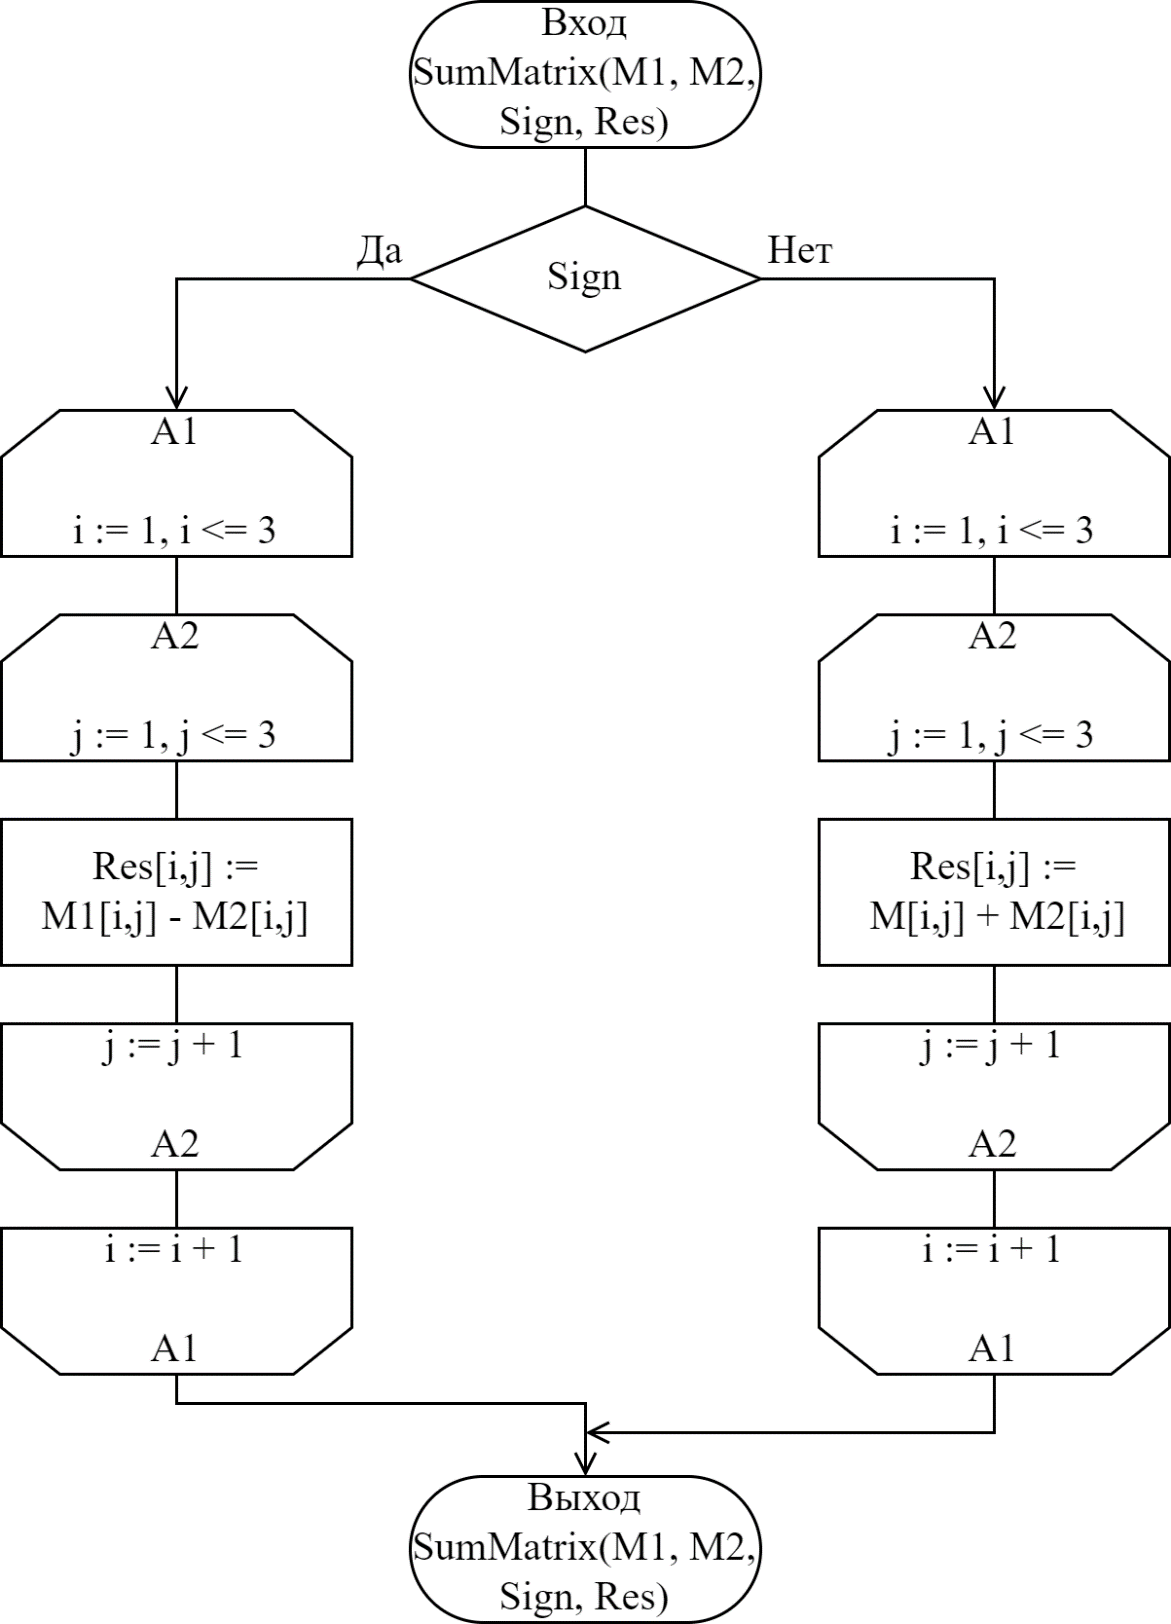 Вход
SumMatrix(M1, M2,
Sign, Res)
Да
Нет
Sign
A1
i := 1, i <= 3
A2
j := 1, j <= 3
Res[i,j] :=
M1[i,j] - M2[i,j]
j := j + 1
A2
i := i + 1
A1
A1
i := 1, i <= 3
A2
j := 1, j <= 3
Res[i,j] :=
M[i,j] + M2[i,j]
j := j + 1
A2
i := i + 1
A1
Выход
SumMatrix(M1, M2,
Sign, Res)